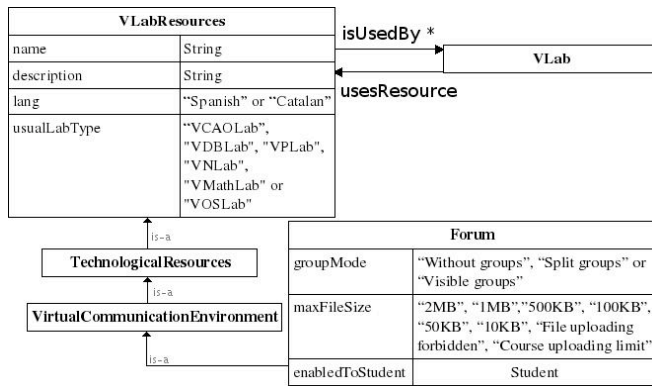 VLabResources
name String
description String
lang “Spanish” or “Catalan”
usualLabType “VCAOLab”,
"VDBLab", "VPLab",
"VNLab",
"VMathLab" or
"VOSLab"
isUsedBy *
VLab
usesResource
is-a
TechnologicalResources
is-a
VirtualCommunicationEnvironment
is-a
Forum
groupMode “Without groups”, “Split groups” or
“Visible groups”
maxFileSize “2MB”, “1MB”,“500KB”, “100KB”,
“50KB”, “10KB”, “File uploading
forbidden”, “Course uploading limit”
enabledToStudent Student